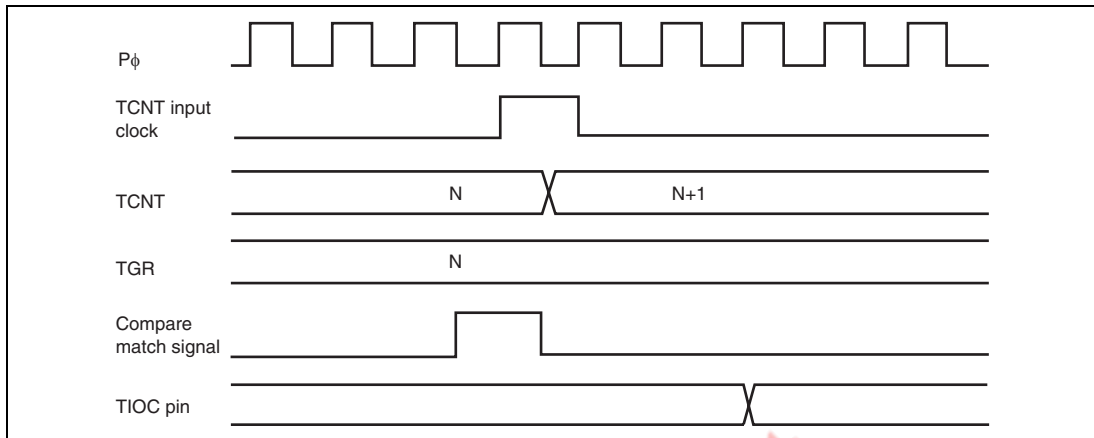 Pϕ
TCNT input
clock
TCNT
N
N+1
TGR
N
Compare
match signal
TIOC pin